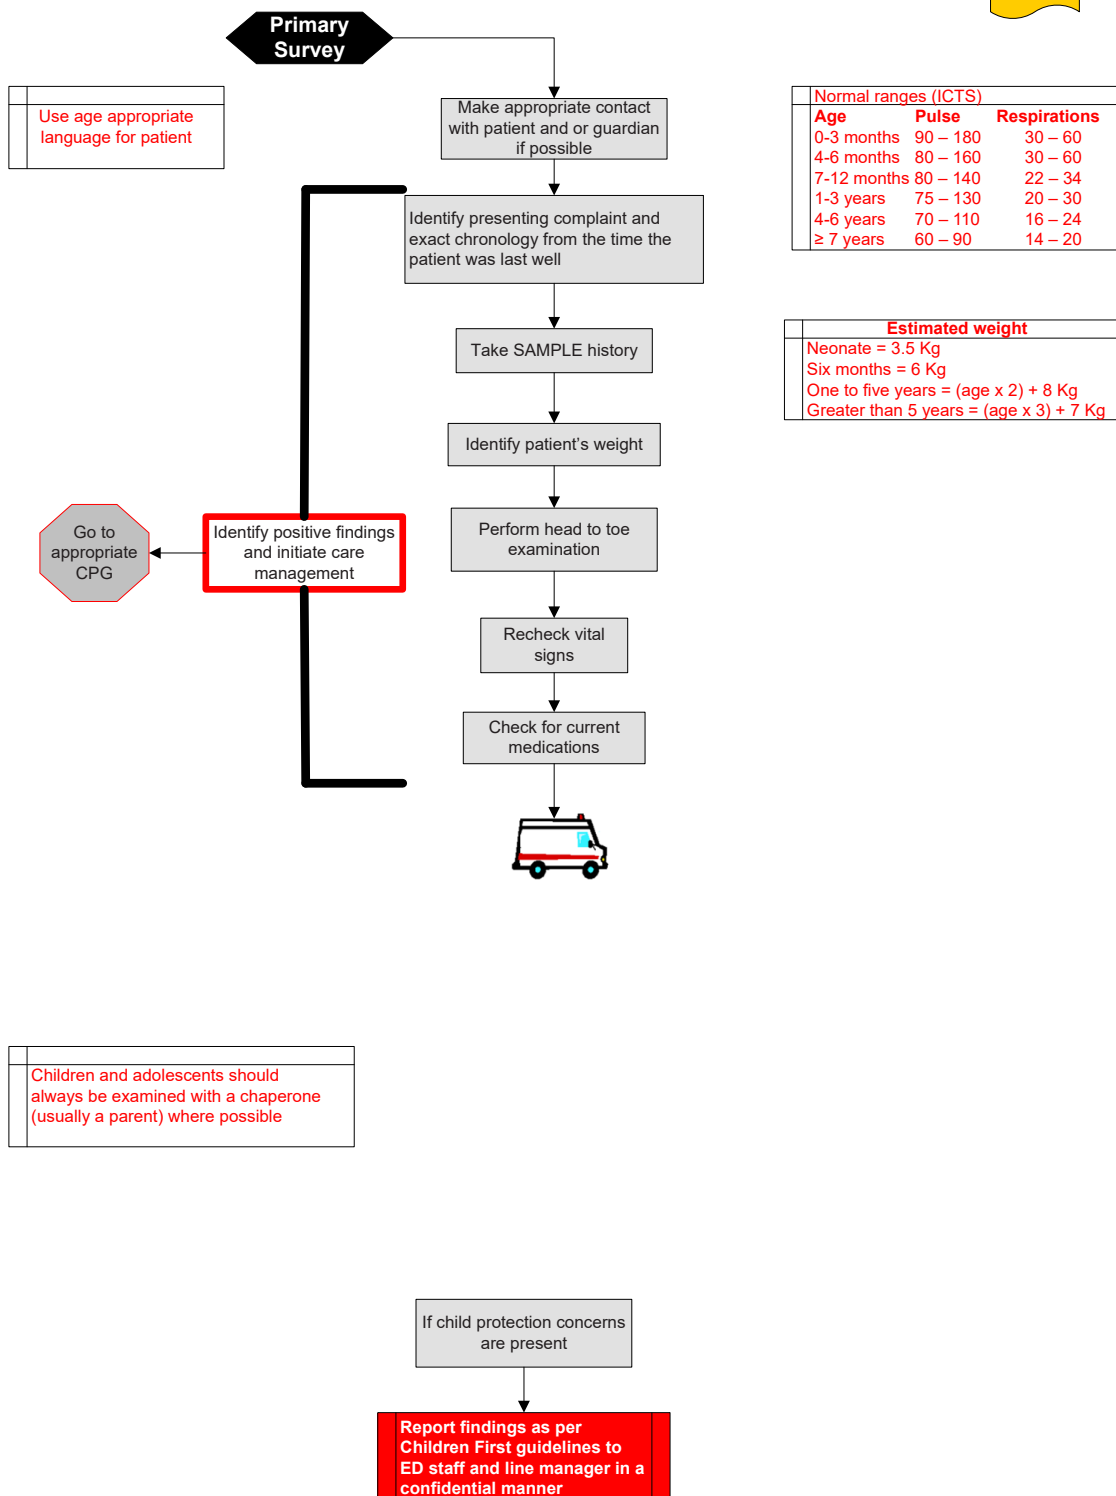 Primary
Survey
Make appropriate contact
with patient and or guardian
if possible
Use age appropriate
language for patient
Normal ranges (ICTS)
Age Pulse Respirations
0-3 months 90 – 180 30 – 60
4-6 months 80 – 160 30 – 60
7-12 months 80 – 140 22 – 34
1-3 years 75 – 130 20 – 30
4-6 years 70 – 110 16 – 24
≥ 7 years 60 – 90 14 – 20
Identify presenting complaint and
exact chronology from the time the
patient was last well
Take SAMPLE history
Estimated weight
Neonate = 3.5 Kg
Six months = 6 Kg
One to five years = (age x 2) + 8 Kg
Greater than 5 years = (age x 3) + 7 Kg
Identify patient’s weight
Go to
appropriate
CPG
Identify positive findings
and initiate care
management
Perform head to toe
examination
Recheck vital
signs
Check for current
medications
Children and adolescents should
always be examined with a chaperone
(usually a parent) where possible
If child protection concerns
are present
Report findings as per
Children First guidelines to
ED staff and line manager in a
confidential manner